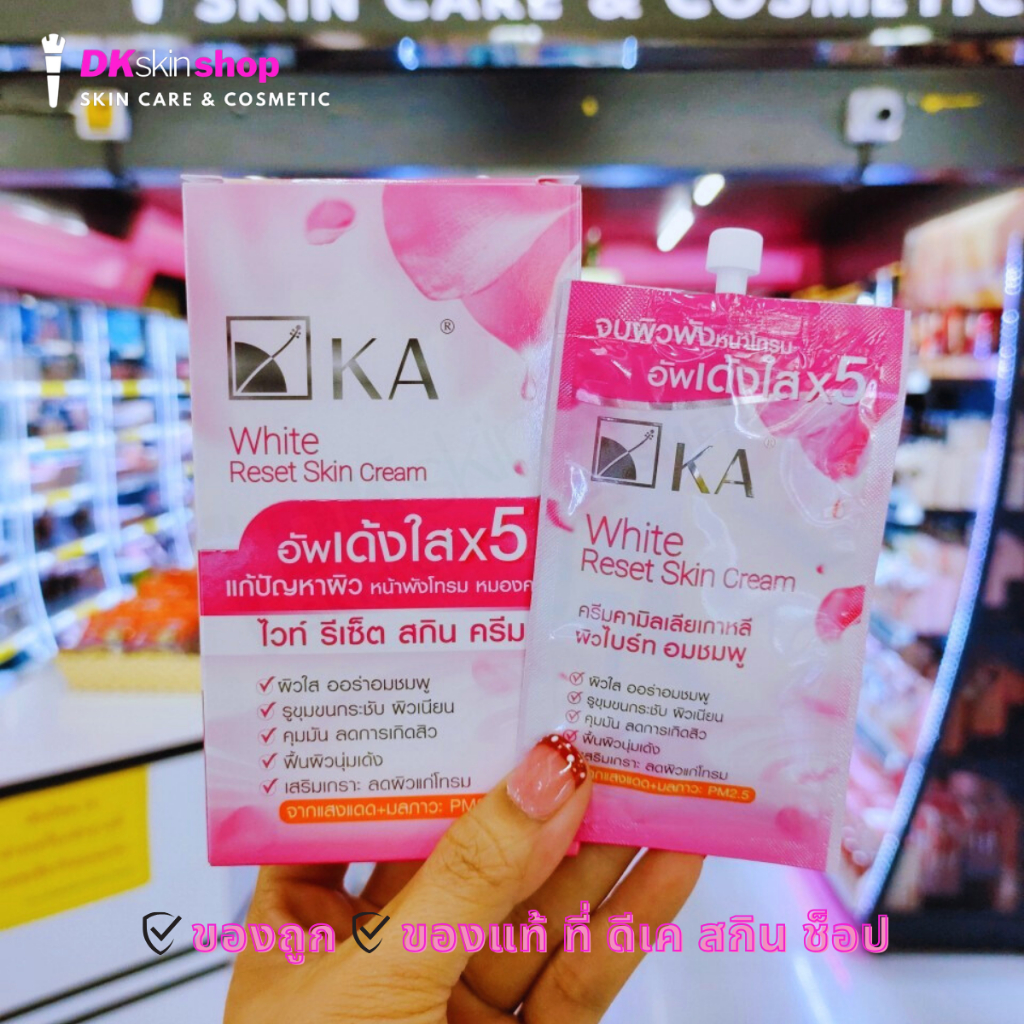 SKIN CARE & COSMETIC
DKskinshop
SKIN CARE & COSMETIC
KA®
White
Reset Skin Cream
อัพเด้งใสx5
แก้ปัญหาผิว หน้าพังโทรม
ไวท์ รีเซ็ต สกิน ครีม
ผิวใส ออร่าอมชมพู
รูขุมขนกระชับ ผิวเนียน
คุมมัน ลดการเกิดสิว
ฟื้นผิวนุ่มเด้ง
เสริมเกราะ ลดผิวแก่โทรม
จากแสงแดด+มลภาวะ
จบผิวพังหน้าโทรม
อัพเด้งใสx5
KA®
White
Reset Skin Cream
ครีมคามิลเลียเกาหลี
ผิวไบร์ท อมชมพู
ผิวใส ออร่าอมชมพู
รูขุมขนกระชับ ผิวเนียน
คุมมัน ลดการเกิดสิว
ฟื้นผิวนุ่มเด้ง
เสริมเกราะ ลดผิวแก่โทรม
จากแสงแดด+มลภาวะ PM2.5
ของถูก ของแท้ ที่ ดีเค สกิน ช็อป